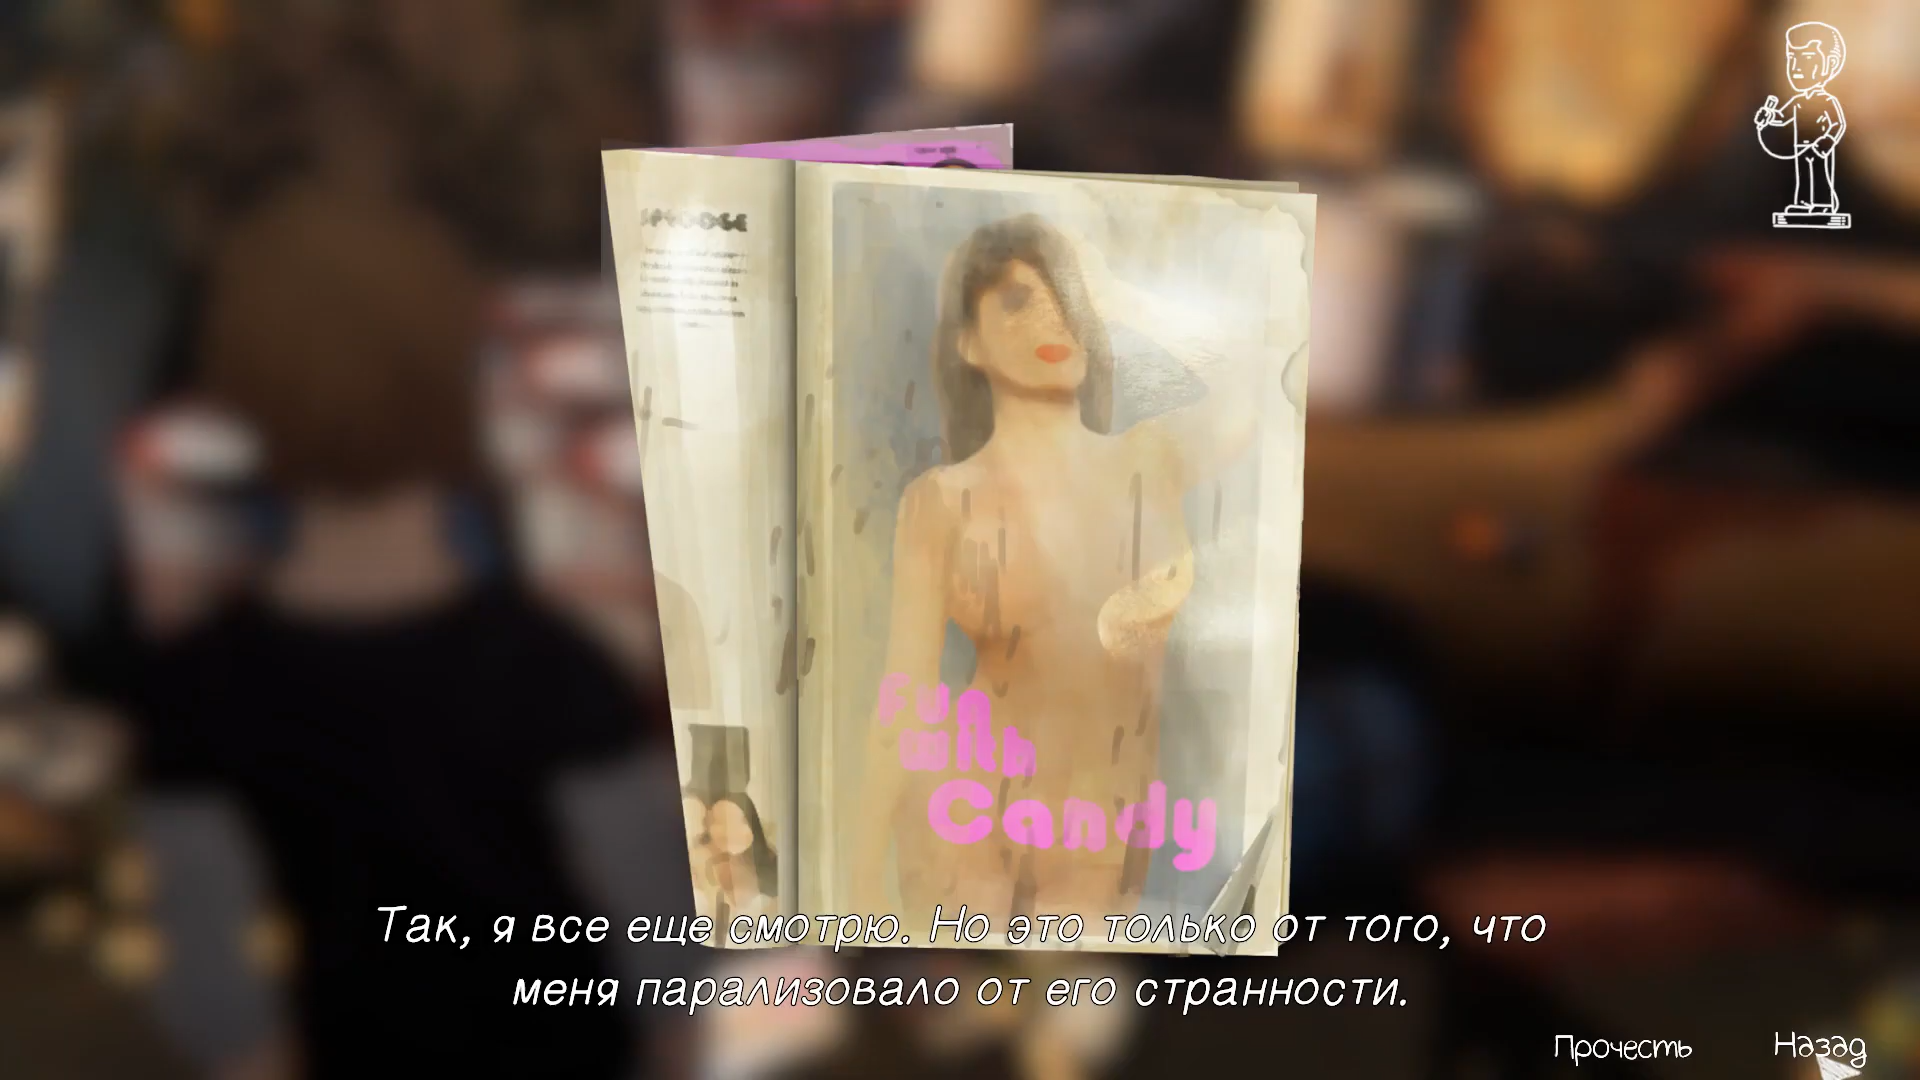 SPLOOGE
Fun
with
Candy
Так, я все еще смотрю. Но это только от того, что
меня парализовало от его странности.
Прочесть Назад